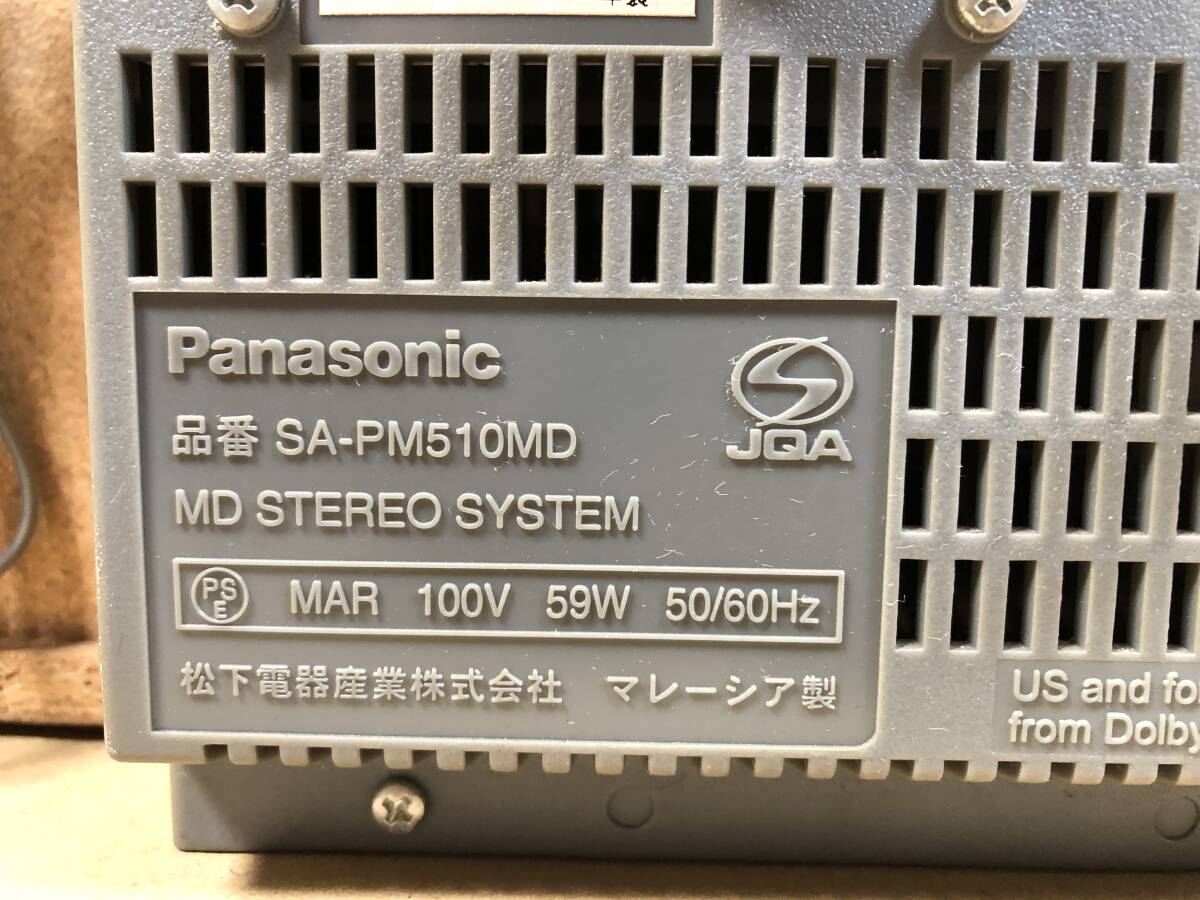 Panasonic
JQA
品番 SA-PM510MD
MD STEREO SYSTEM
PS E MAR 100V 59W 50/60Hz
松下電器産業株式会社 マレーシア製
US and fo
from Dolby